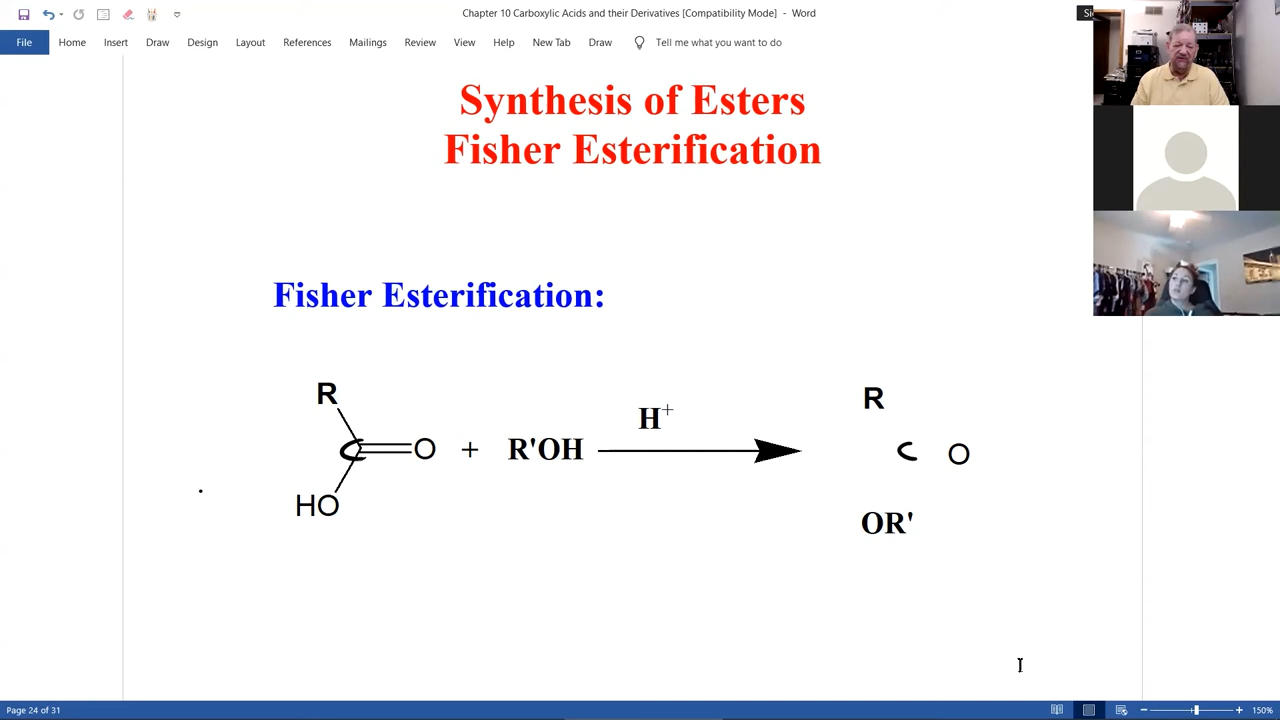 Chapter 10 Carboxylic Acids and their Derivatives [Compatibility Mode] - Word
File Home Insert Draw Design Layout References Mailings Review View Help New Tab Draw Tell me what you want to do
Synthesis of Esters
Fisher Esterification
Fisher Esterification:
R
C O + R'OH H+
HO
R
C O
OR'
Page 24 of 31
150%